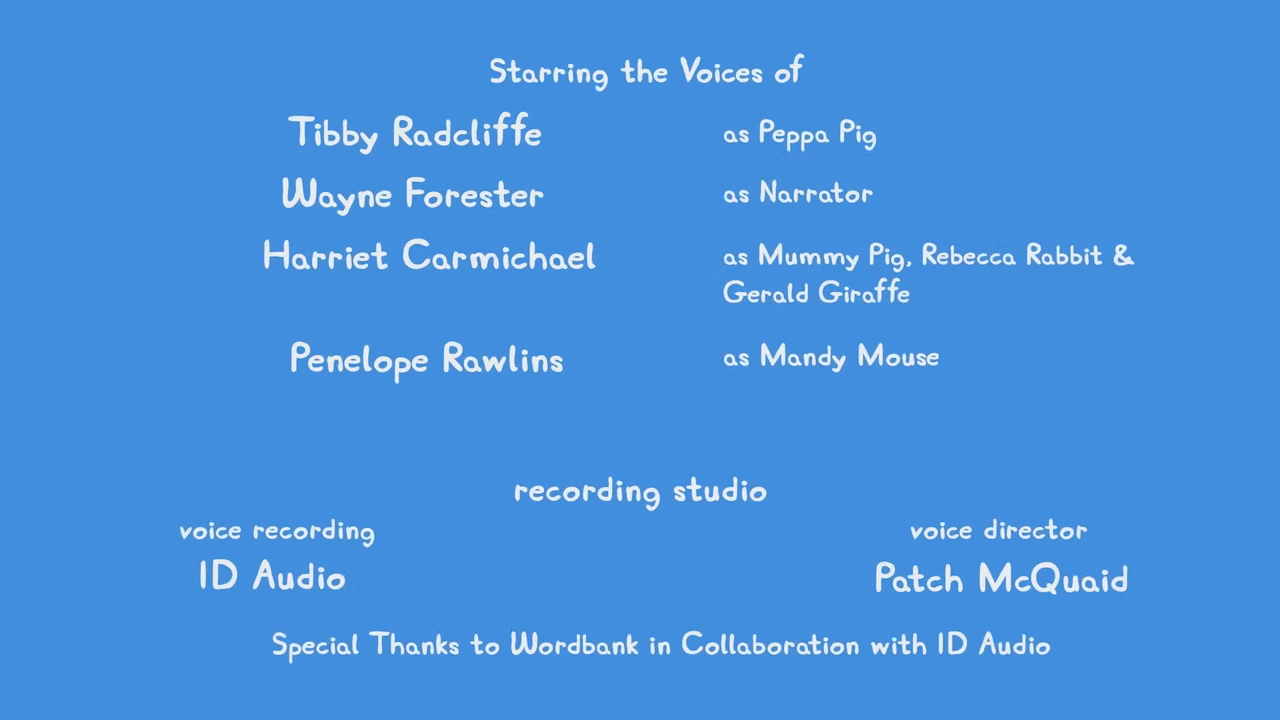 Starring the Voices of
Tibby Radcliffe as Peppa Pig
Wayne Forester as Narrator
Harriet Carmichael as Mummy Pig, Rebecca Rabbit &
Gerald Giraffe
Penelope Rawlins as Mandy Mouse
recording studio
voice recording voice director
ID Audio Patch McQuaid
Special Thanks to Wordbank in Collaboration with ID Audio